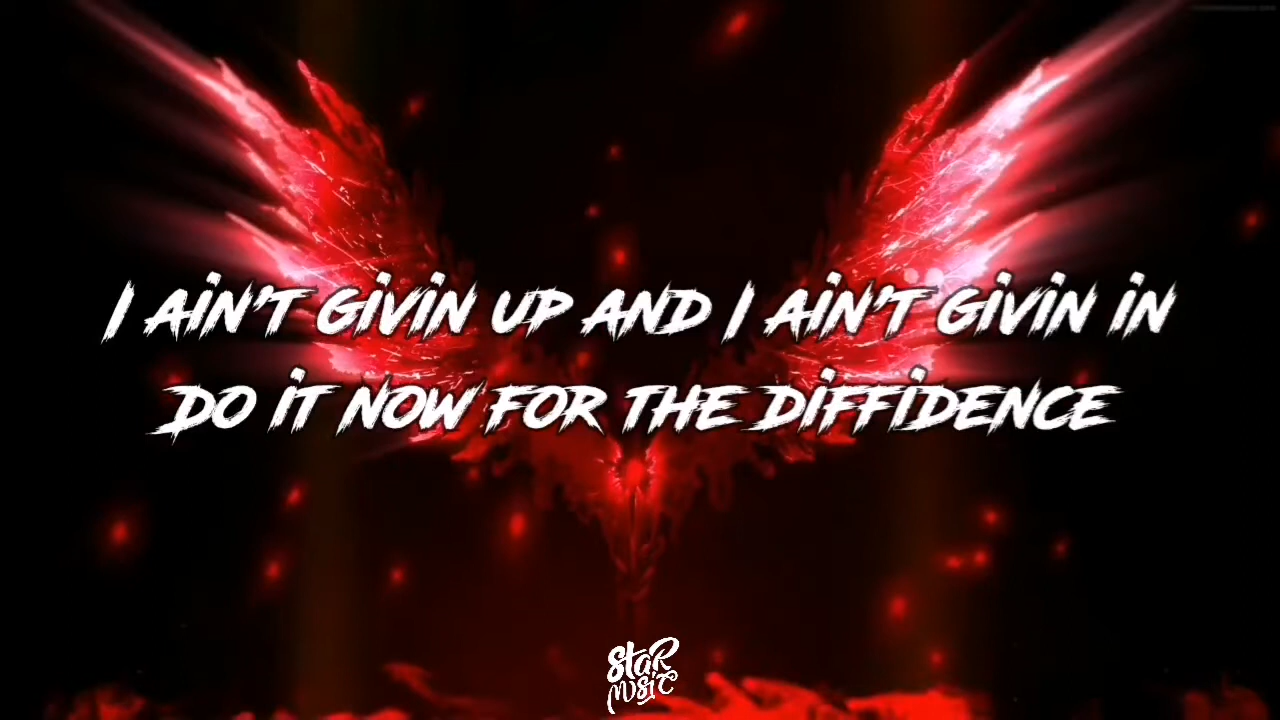 I AIN'T GIVIN UP AND I AIN'T GIVIN IN
DO IT NOW FOR THE DIFFIDENCE
STAR
MUSIC